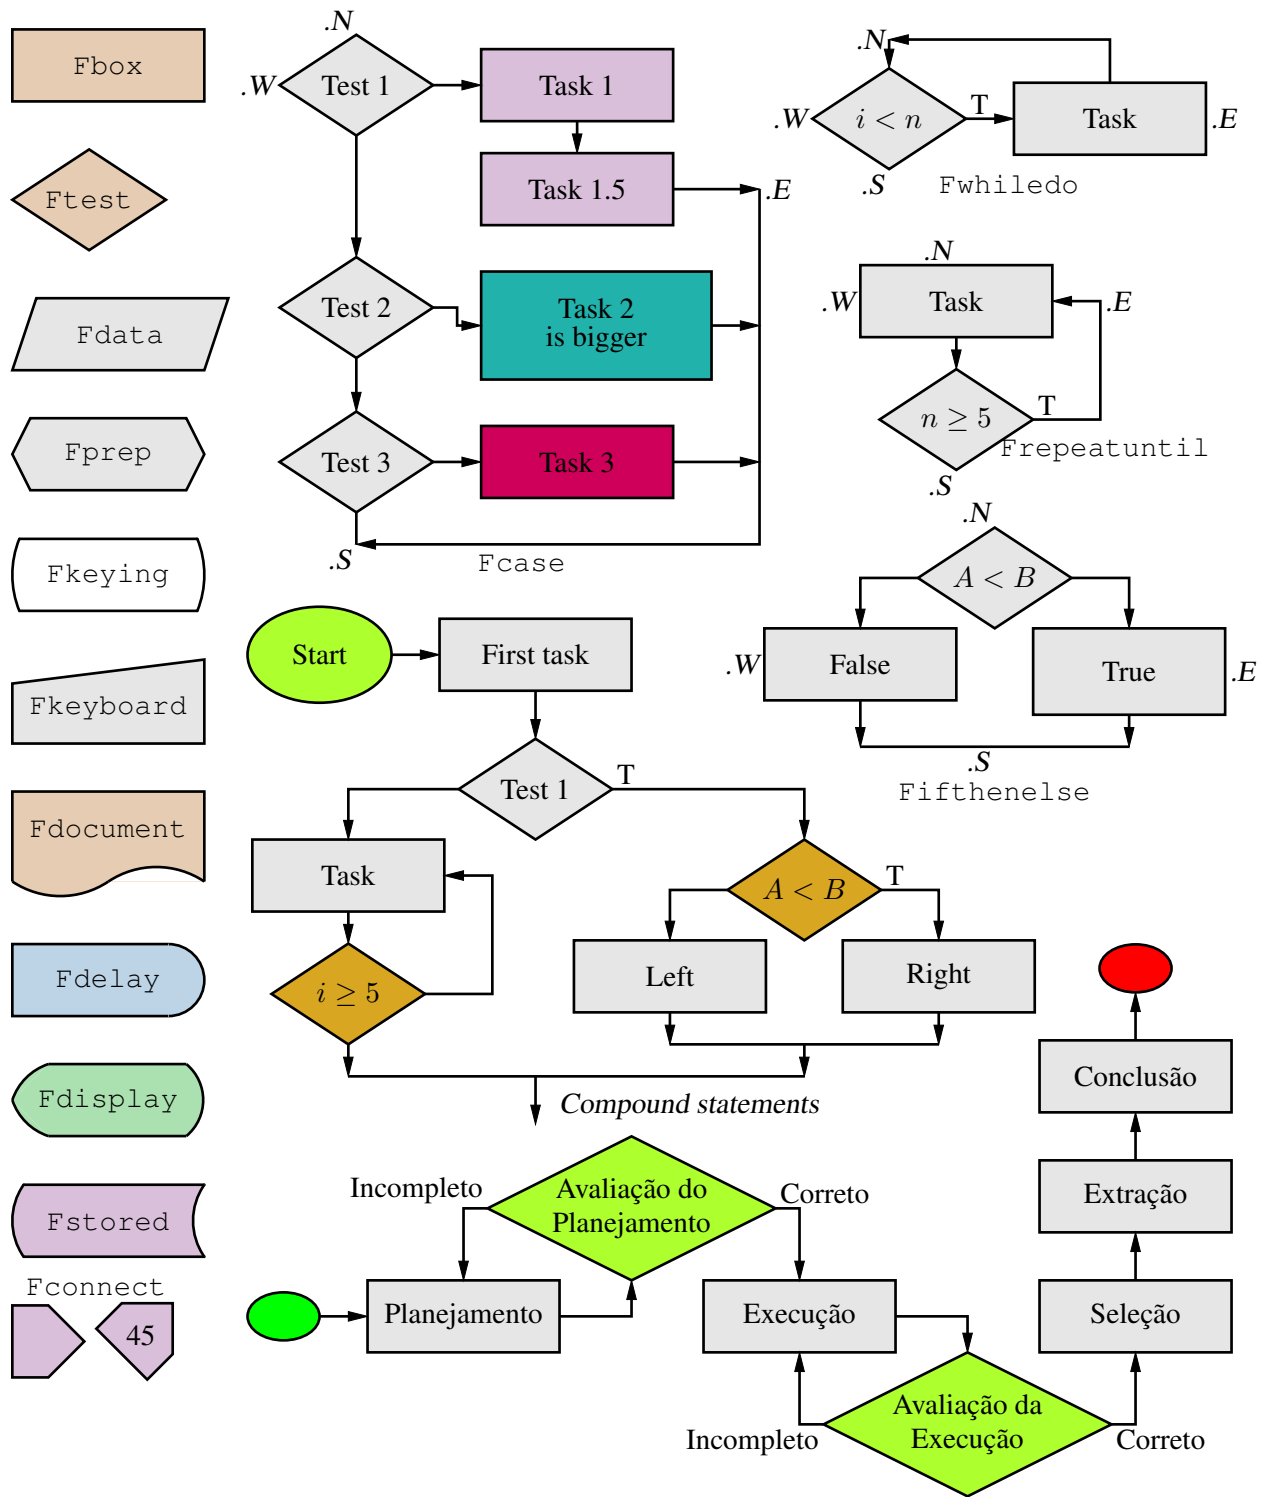 Fbox
Ftest
Fdata
Fprep
Fkeying
Fkeyboard
Fdocument
Fdelay
Fdisplay
Fstored
Fconnect
45
.N
.W
Test 1
Task 1
Task 1.5
.E
Test 2
Task 2
is bigger
Test 3
Task 3
.S
Fcase
.N
.W
i < n
T
Task
.E
.S
Fwhiledo
.N
.W
Task
.E
n ≥ 5
T
Frepeatuntil
.S
.N
A < B
.W
False
True
.E
.S
Fifthenelse
Start
First task
Test 1
T
Task
i ≥ 5
A < B
T
Left
Right
Compound statements
Incompleto
Avaliação do
Planejamento
Correto
Planejamento
Execução
Incompleto
Avaliação da
Execução
Correto
Seleção
Extração
Conclusão